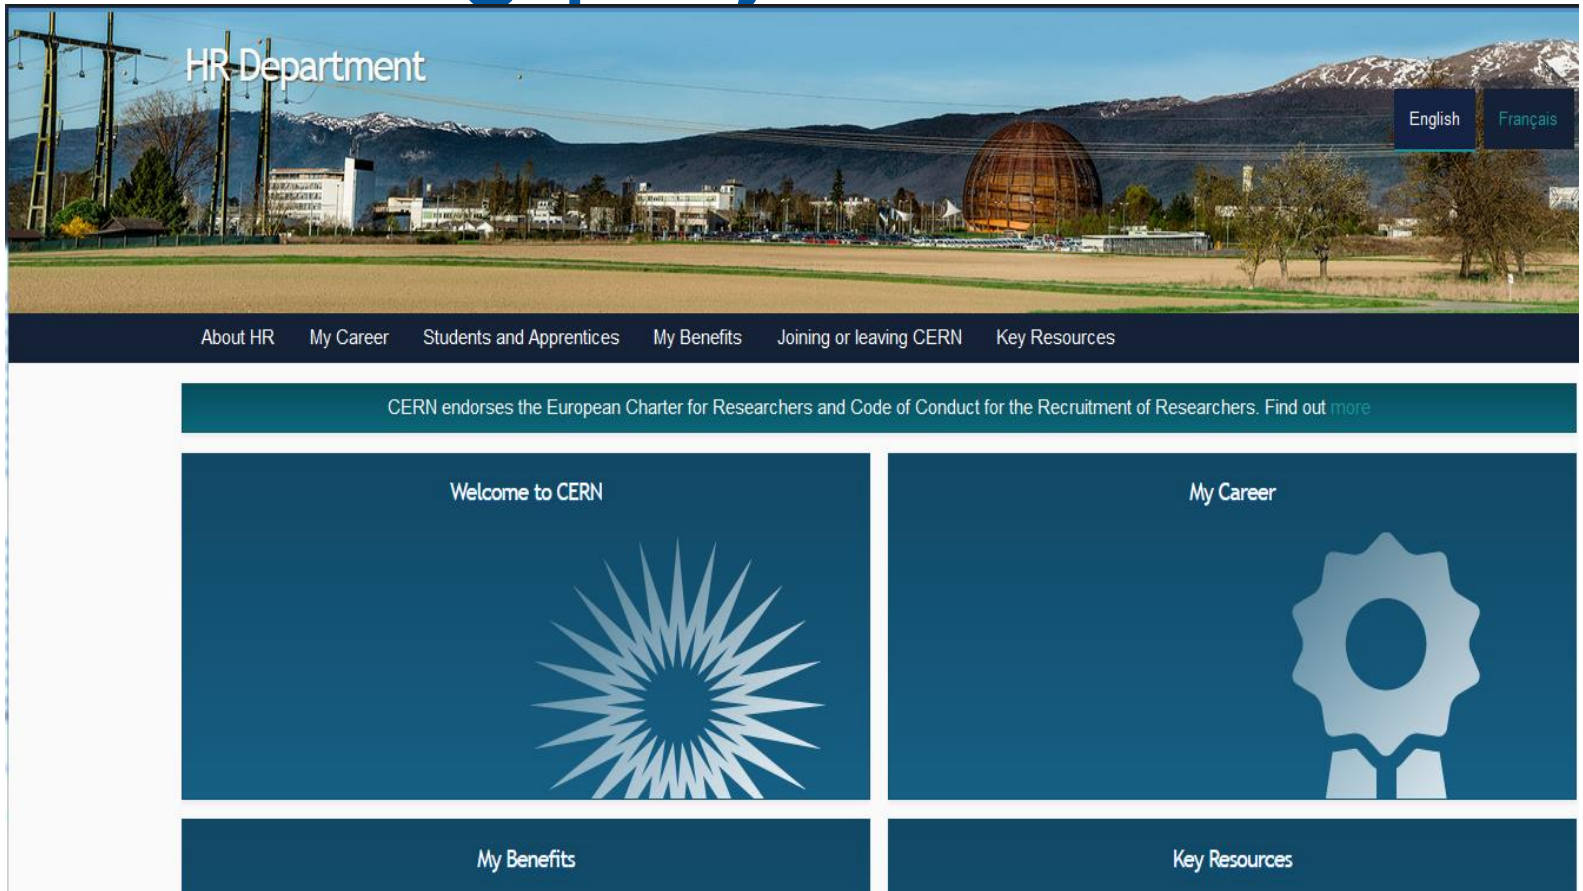 HR Department
English Français
About HR My Career Students and Apprentices My Benefits Joining or leaving CERN Key Resources
CERN endorses the European Charter for Researchers and Code of Conduct for the Recruitment of Researchers. Find out more
Welcome to CERN
My Career
My Benefits
Key Resources